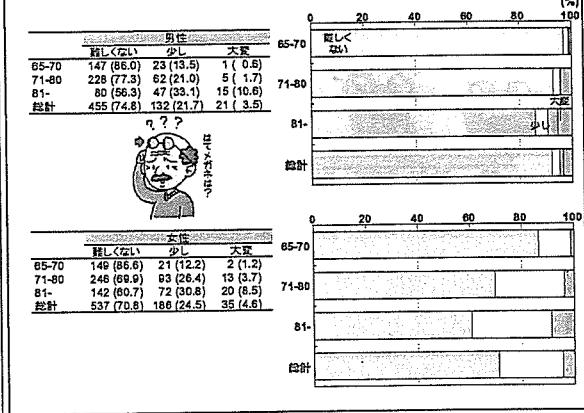 (%)
0 20 40 60 80 100
男性
難しくない 少し 大変
65-70 147 (86.0) 23 (13.5) 1 ( 0.6)
71-80 228 (77.3) 62 (21.0) 5 ( 1.7)
81- 80 (56.3) 47 (33.1) 15 (10.6)
総計 455 (74.8) 132 (21.7) 21 ( 3.5)
65-70 難しく
ない
71-80
大変
81- 少し
総計
?
? ?
はてメガネは?
0 20 40 60 80 100
女性
難しくない 少し 大変
65-70 149 (86.6) 21 (12.2) 2 (1.2)
71-80 246 (69.9) 93 (26.4) 13 (3.7)
81- 142 (60.7) 72 (30.8) 20 (8.5)
総計 537 (70.8) 186 (24.5) 35 (4.6)
65-70
71-80
81-
総計